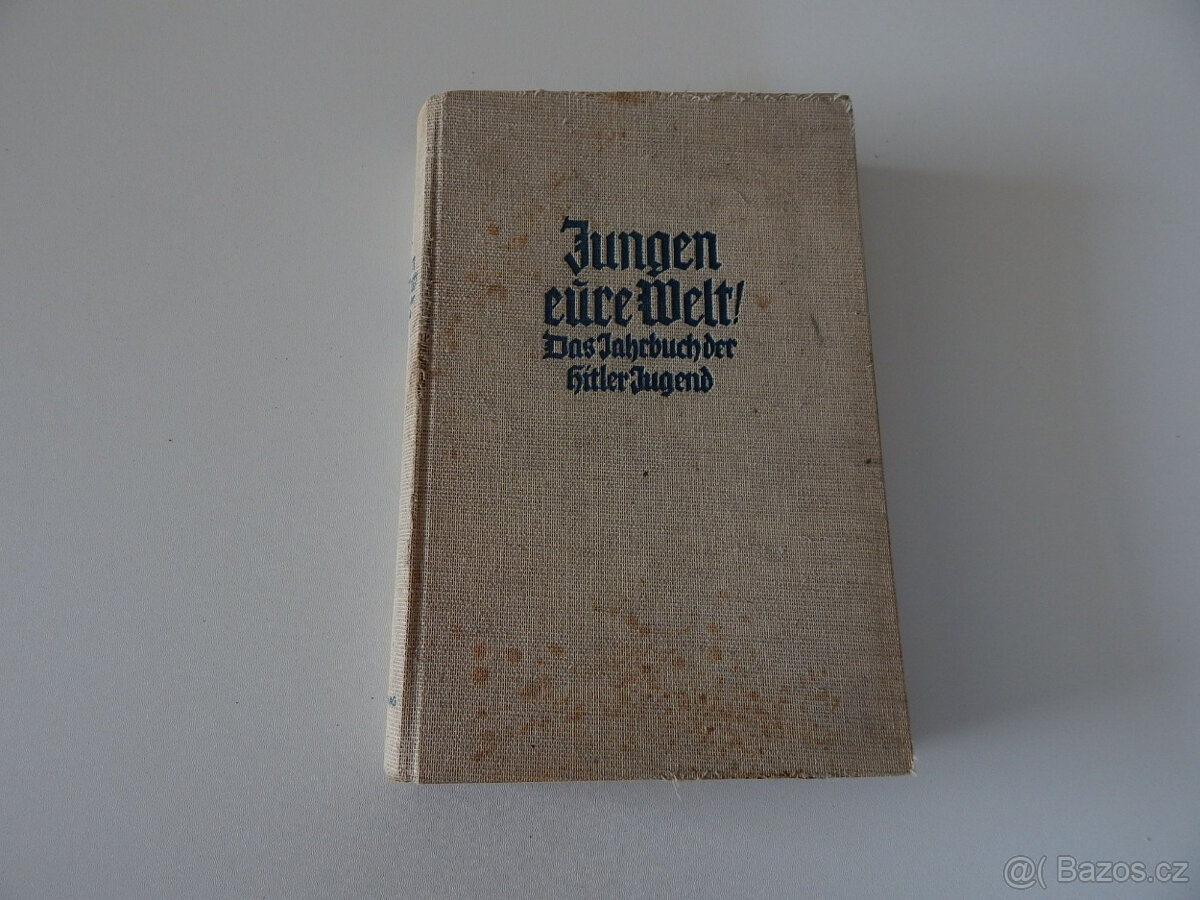 Jungen
eure Welt!
Das Jahrbuch der
Hitler Jugend
@( Bazos.cz